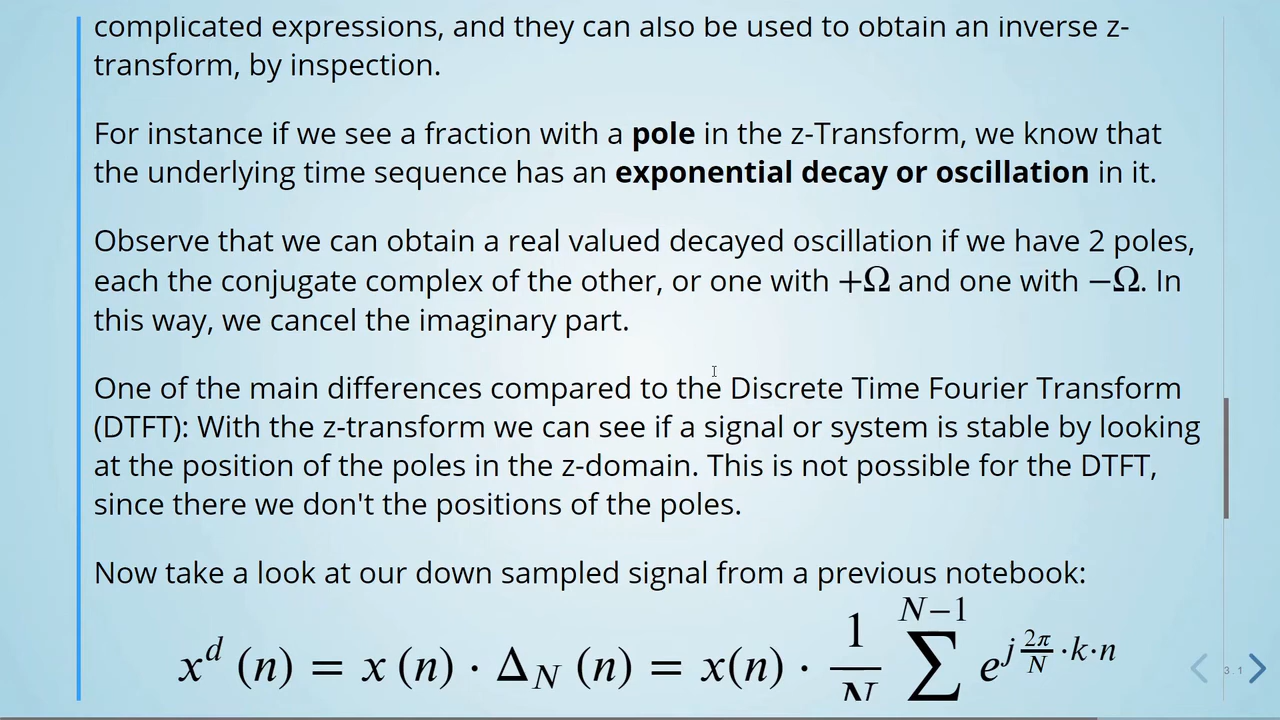 complicated expressions, and they can also be used to obtain an inverse z-
transform, by inspection.
For instance if we see a fraction with a pole in the z-Transform, we know that
the underlying time sequence has an exponential decay or oscillation in it.
Observe that we can obtain a real valued decayed oscillation if we have 2 poles,
each the conjugate complex of the other, or one with +Ω and one with −Ω. In
this way, we cancel the imaginary part.
One of the main differences compared to the Discrete Time Fourier Transform
(DTFT): With the z-transform we can see if a signal or system is stable by looking
at the position of the poles in the z-domain. This is not possible for the DTFT,
since there we don't the positions of the poles.
Now take a look at our down sampled signal from a previous notebook:
x^d (n) = x (n) · Δ_N (n) = x(n) · 1/N ∑^{N−1} e^{j 2π/N ·k·n}
3.1